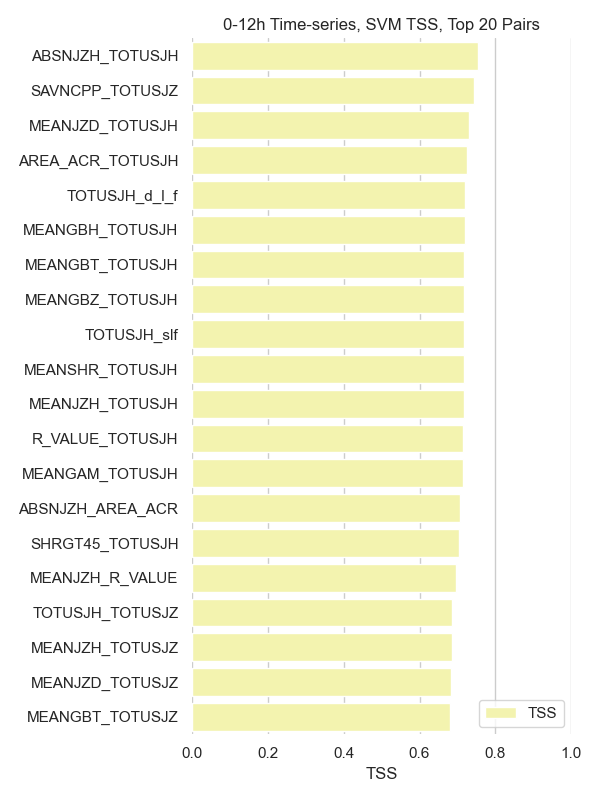 0-12h Time-series, SVM TSS, Top 20 Pairs
ABSNJZH_TOTUSJH
SAVNCPP_TOTUSJZ
MEANJZD_TOTUSJH
AREA_ACR_TOTUSJH
TOTUSJH_d_l_f
MEANGBH_TOTUSJH
MEANGBT_TOTUSJH
MEANGBZ_TOTUSJH
TOTUSJH_slf
MEANSHR_TOTUSJH
MEANJZH_TOTUSJH
R_VALUE_TOTUSJH
MEANGAM_TOTUSJH
ABSNJZH_AREA_ACR
SHRGT45_TOTUSJH
MEANJZH_R_VALUE
TOTUSJH_TOTUSJZ
MEANJZH_TOTUSJZ
MEANJZD_TOTUSJZ
MEANGBT_TOTUSJZ
TSS
0.0 0.2 0.4 0.6 0.8 1.0
TSS